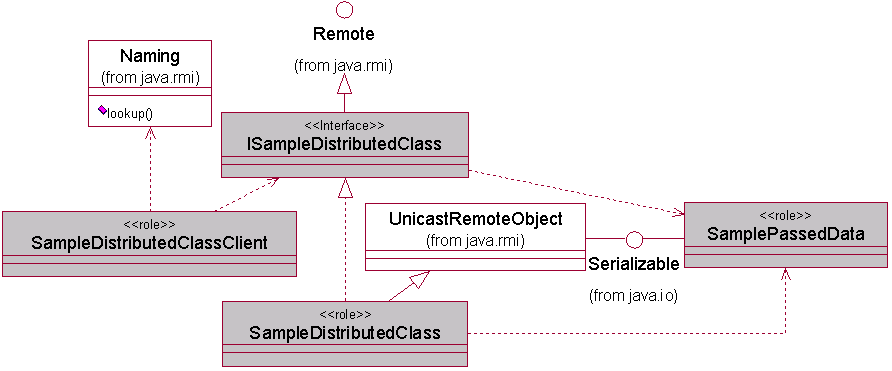 Remote
(from java.rmi)
Naming
(from java.rmi)
lookup()
<<Interface>>
ISampleDistributedClass
<<role>>
SampleDistributedClassClient
UnicastRemoteObject
(from java.rmi)
Serializable
(from java.io)
<<role>>
SamplePassedData
<<role>>
SampleDistributedClass